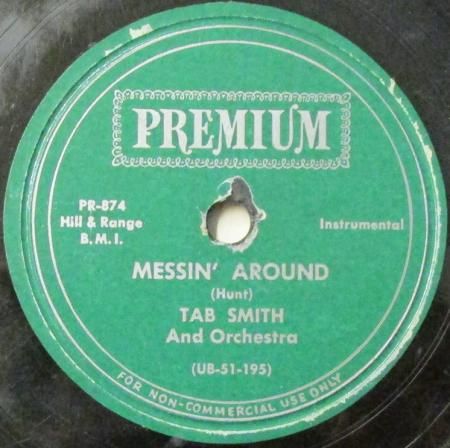 PREMIUM
PR-874
Hill & Range
B.M.I.
Instrumental
MESSIN' AROUND
(Hunt)
TAB SMITH
And Orchestra
(UB-51-195)
FOR NON-COMMERCIAL USE ONLY